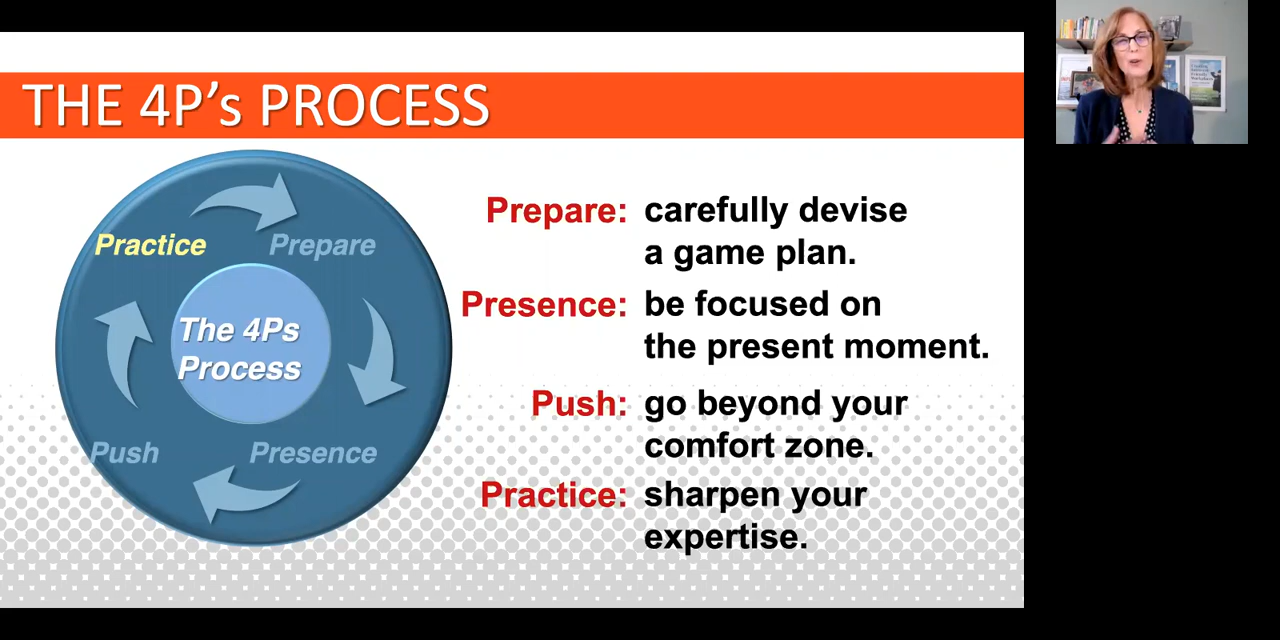 THE 4P's PROCESS
Practice
Prepare
The 4Ps
Process
Push
Presence
Prepare: carefully devise
a game plan.
Presence: be focused on
the present moment.
Push: go beyond your
comfort zone.
Practice: sharpen your
expertise.